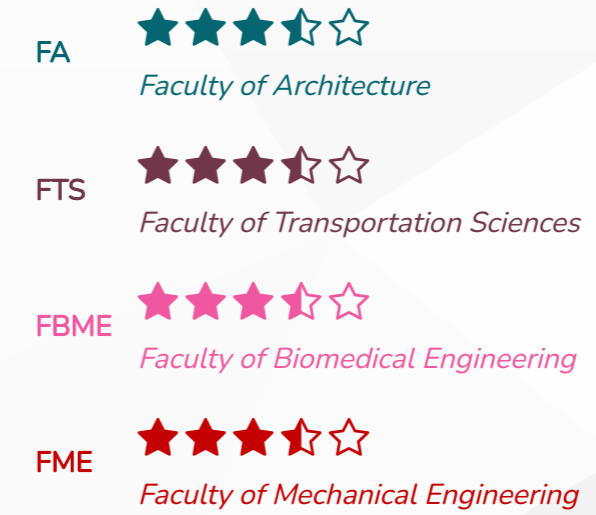 FA
Faculty of Architecture
FTS
Faculty of Transportation Sciences
FBME
Faculty of Biomedical Engineering
FME
Faculty of Mechanical Engineering